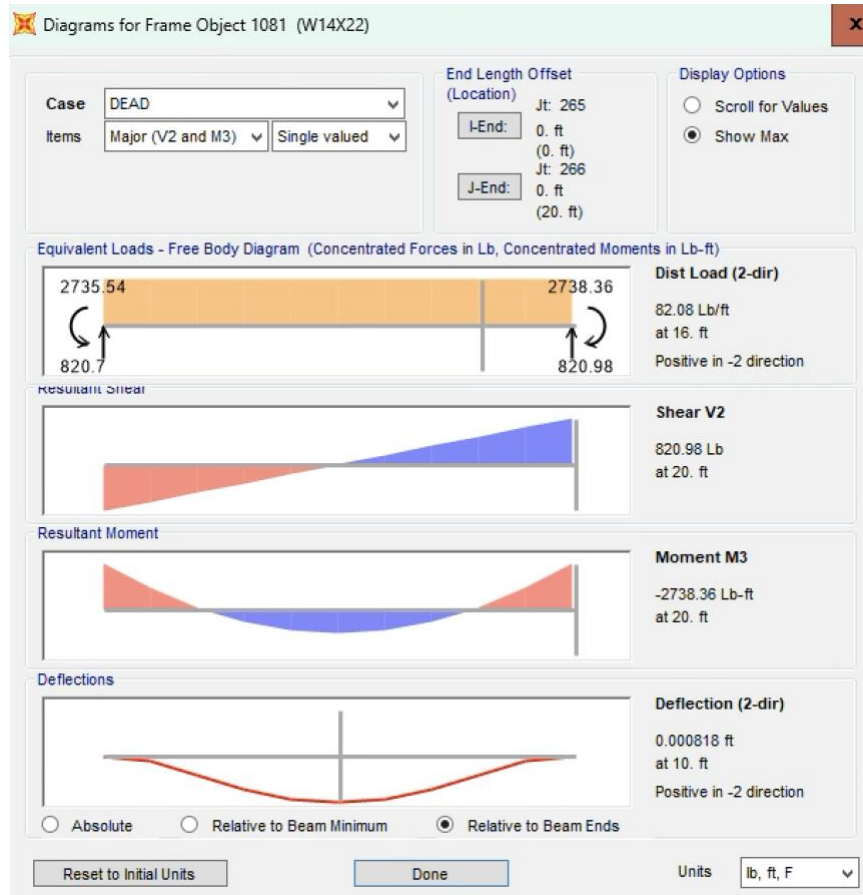 Diagrams for Frame Object 1081 (W14X22)
x
Case DEAD
Items Major (V2 and M3) Single valued
End Length Offset
(Location)
I-End: Jt: 265
0. ft
(0. ft)
J-End: Jt: 266
0. ft
(20. ft)
Display Options
Scroll for Values
Show Max
Equivalent Loads - Free Body Diagram (Concentrated Forces in Lb, Concentrated Moments in Lb-ft)
2735.54 2738.36
820.7 820.98
Dist Load (2-dir)
82.08 Lb/ft
at 16. ft
Positive in -2 direction
Resultant Shear
Shear V2
820.98 Lb
at 20. ft
Resultant Moment
Moment M3
-2738.36 Lb-ft
at 20. ft
Deflections
Deflection (2-dir)
0.000818 ft
at 10. ft
Positive in -2 direction
Absolute Relative to Beam Minimum Relative to Beam Ends
Reset to Initial Units Done Units lb, ft, F